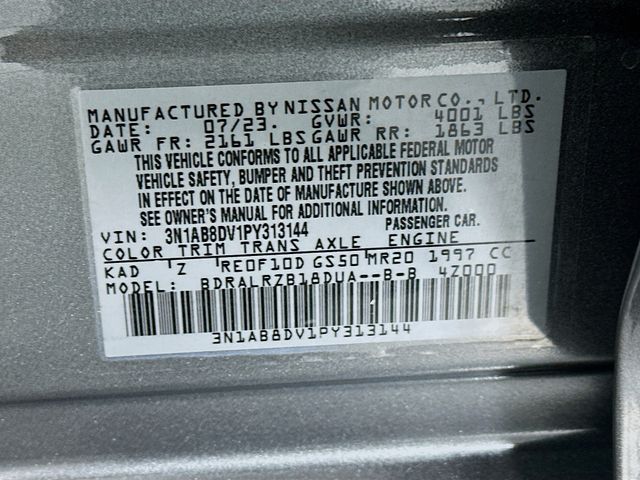 MANUFACTURED BY NISSAN MOTOR CO., LTD.
DATE: 07/23. GVWR: 4001 LBS
GAWR FR: 2161 LBS GAWR RR: 1863 LBS
THIS VEHICLE CONFORMS TO ALL APPLICABLE FEDERAL MOTOR
VEHICLE SAFETY, BUMPER AND THEFT PREVENTION STANDARDS
IN EFFECT ON THE DATE OF MANUFACTURE SHOWN ABOVE.
SEE OWNER'S MANUAL FOR ADDITIONAL INFORMATION.
VIN: 3N1AB8DV1PY313144 PASSENGER CAR.
COLOR TRIM TRANS AXLE ENGINE
KAD Z RE0F10D GS50 MR20 1997 CC
MODEL: BDRALRZB18DUA--B-B 4Z000
3N1AB8DV1PY313144